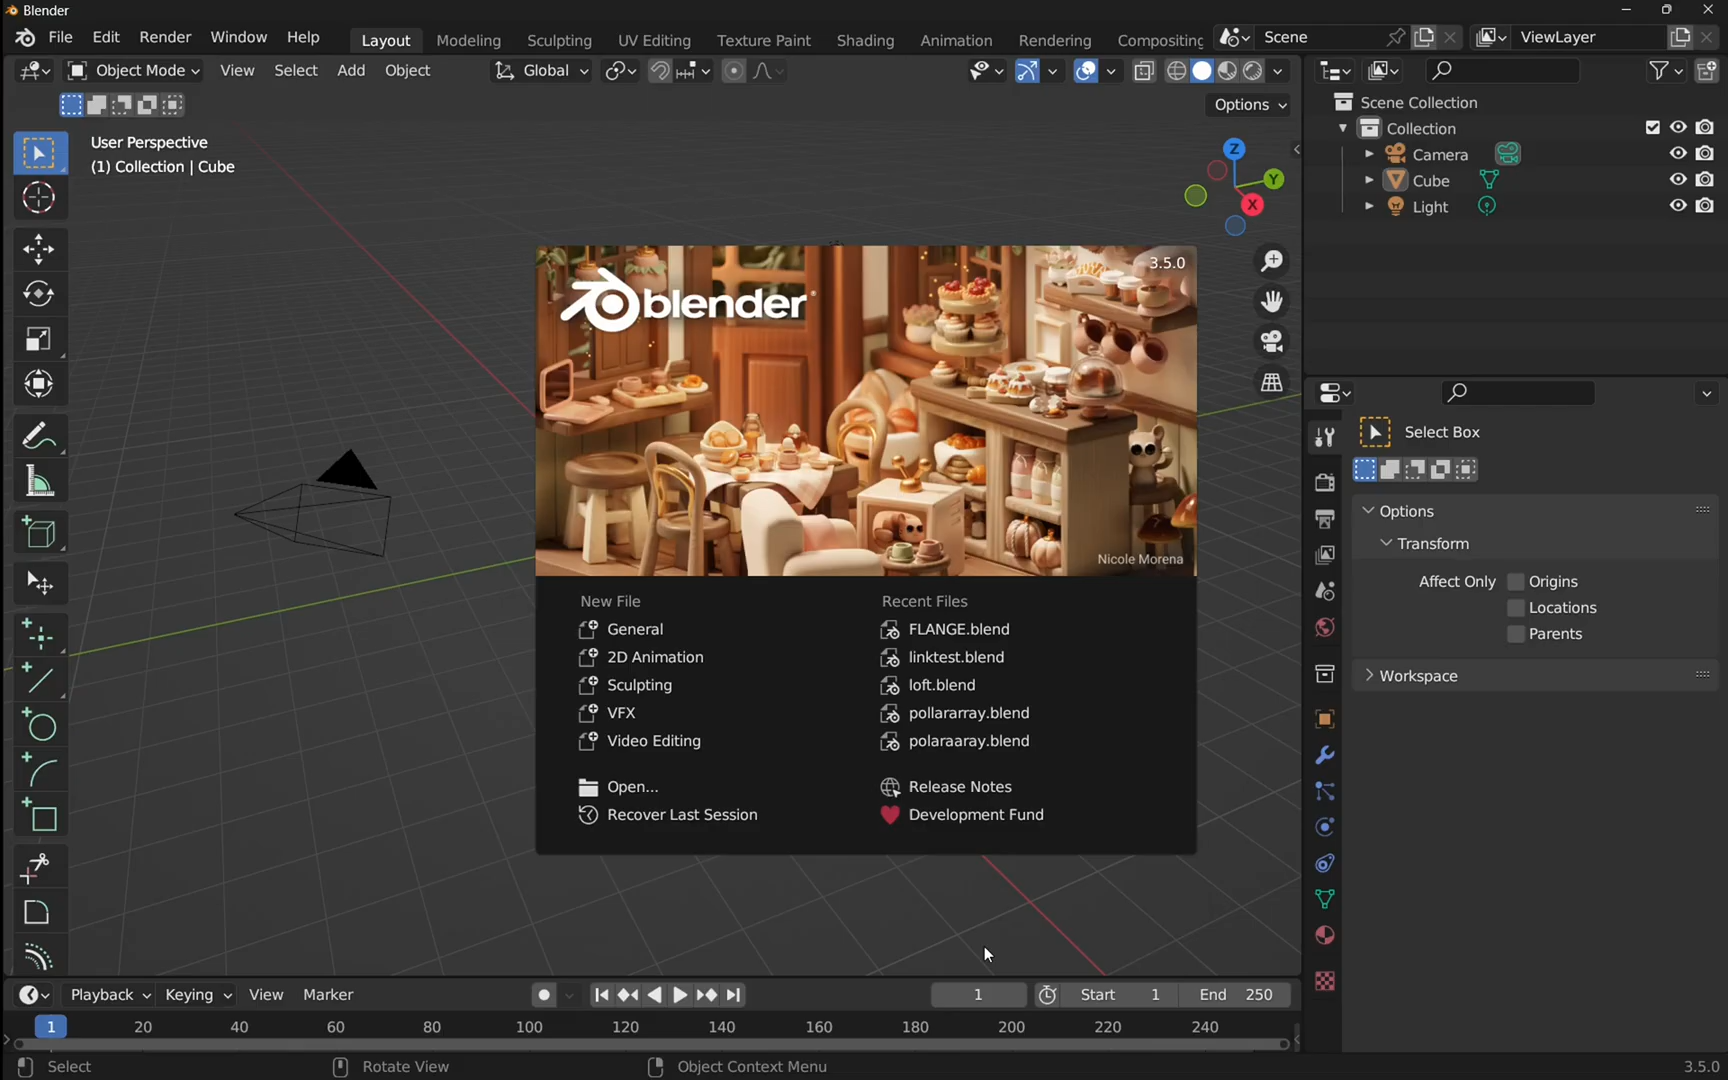 Blender
File Edit Render Window Help Layout Modeling Sculpting UV Editing Texture Paint Shading Animation Rendering Compositing Scene ViewLayer
Object Mode View Select Add Object Global
Options
User Perspective
(1) Collection | Cube
Z
Y
X
Scene Collection
Collection
Camera
Cube
Light
blender
3.5.0
Nicole Morena
New File
General
2D Animation
Sculpting
VFX
Video Editing
Open...
Recover Last Session
Recent Files
FLANGE.blend
linktest.blend
loft.blend
pollararray.blend
polaraaray.blend
Release Notes
Development Fund
Select Box
Options
Transform
Affect Only Origins
Locations
Parents
Workspace
Playback Keying View Marker 1 Start 1 End 250
1 20 40 60 80 100 120 140 160 180 200 220 240
Select Rotate View Object Context Menu 3.5.0